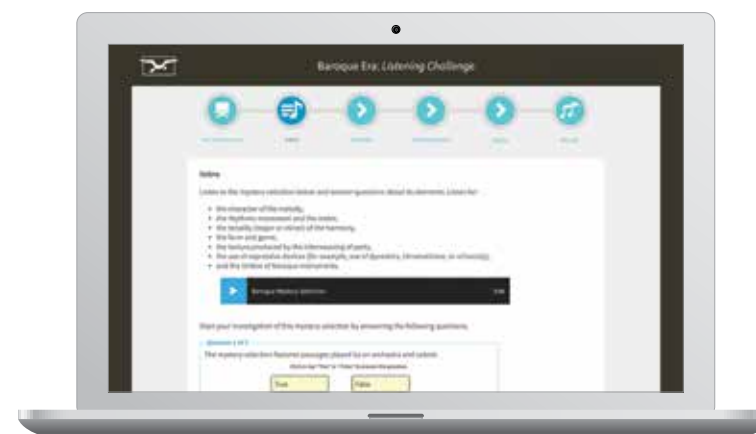 Baroque Era: Listening Challenge
Intro
Listen to the mystery selection below and answer questions about its elements. Listen for:
• the character of the melody,
• the rhythmic movement and the meter,
• the tonality (major or minor) of the harmony,
• the form and genre,
• the texture produced by the interweaving of parts,
• the use of expressive devices (for example, use of dynamics, chromaticism, or virtuosity),
• and the timbre of Baroque instruments.
Baroque Mystery Selection
Start your investigation of this mystery selection by answering the following questions.
Question 1 of 7
The mystery selection features passages played by an orchestra and soloist.
True False